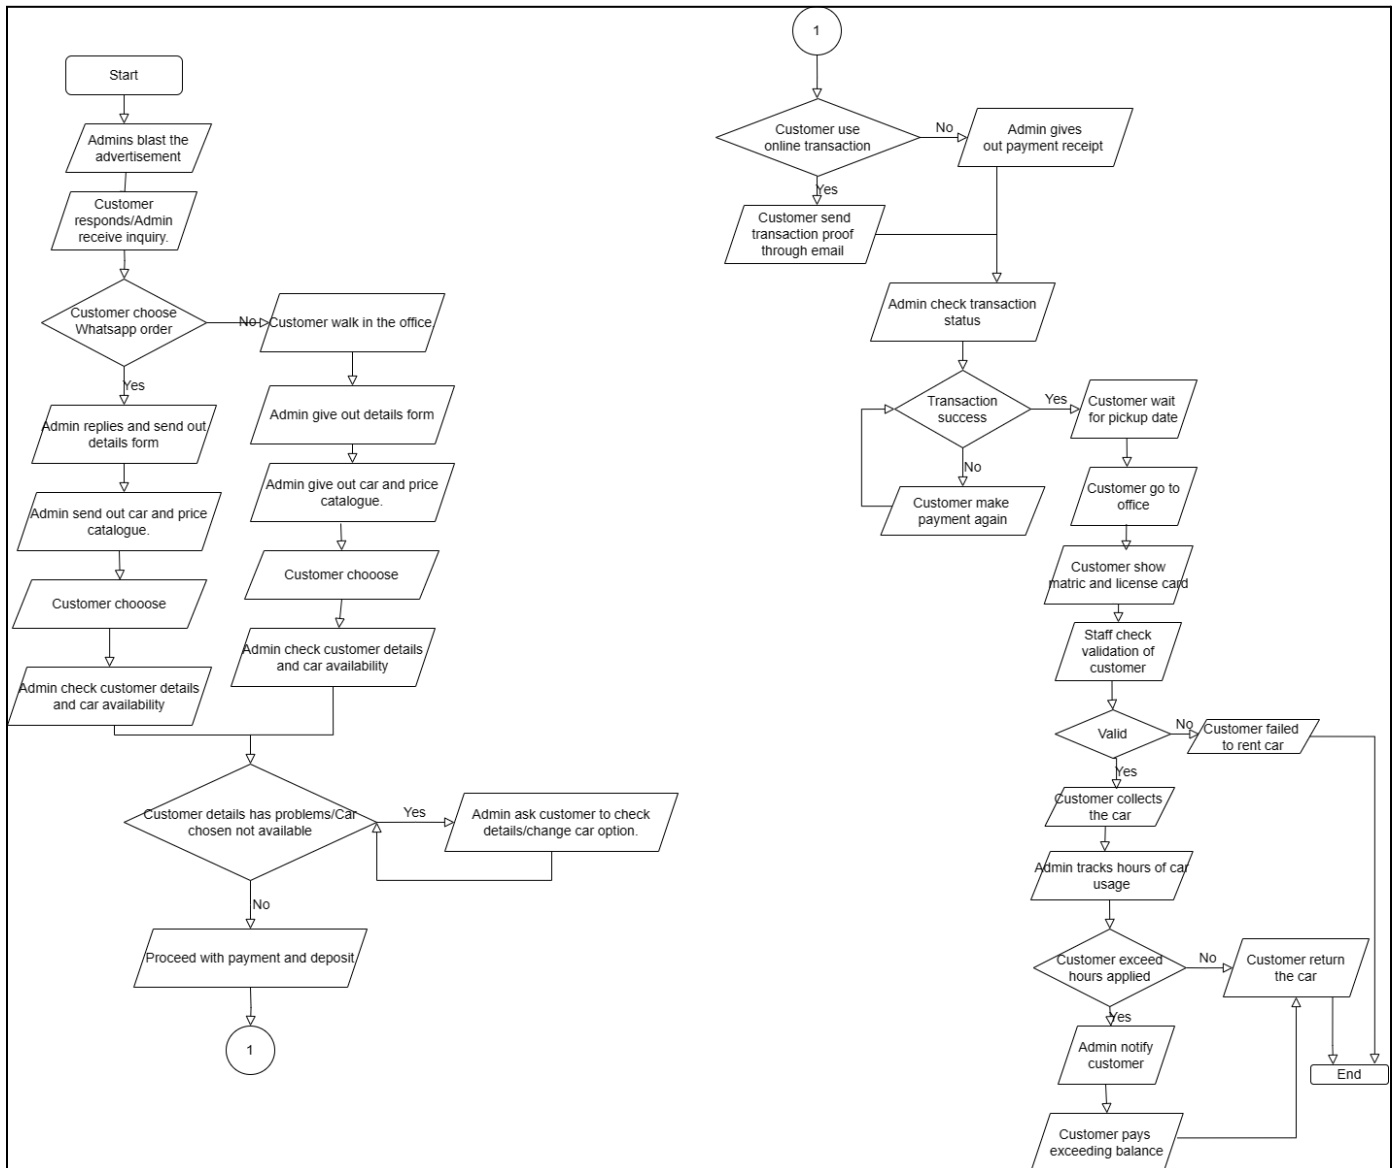 Start
Admins blast the
advertisement
Customer
responds/Admin
receive inquiry.
Customer choose
Whatsapp order
No
Customer walk in the office
Yes
Admin replies and send out
details form
Admin give out details form
Admin send out car and price
catalogue.
Admin give out car and price
catalogue.
Customer chooose
Customer chooose
Admin check customer details
and car availability
Admin check customer details
and car availability
Customer details has problems/Car
chosen not available
Yes
Admin ask customer to check
details/change car option.
No
Proceed with payment and deposit
1
1
Customer use
online transaction
No
Admin gives
out payment receipt
Yes
Customer send
transaction proof
through email
Admin check transaction
status
Transaction
success
Yes
Customer wait
for pickup date
No
Customer make
payment again
Customer go to
office
Customer show
matric and license card
Staff check
validation of
customer
Valid
No
Customer failed
to rent car
Yes
Customer collects
the car
Admin tracks hours of car
usage
Customer exceed
hours applied
No
Customer return
the car
Yes
Admin notify
customer
End
Customer pays
exceeding balance